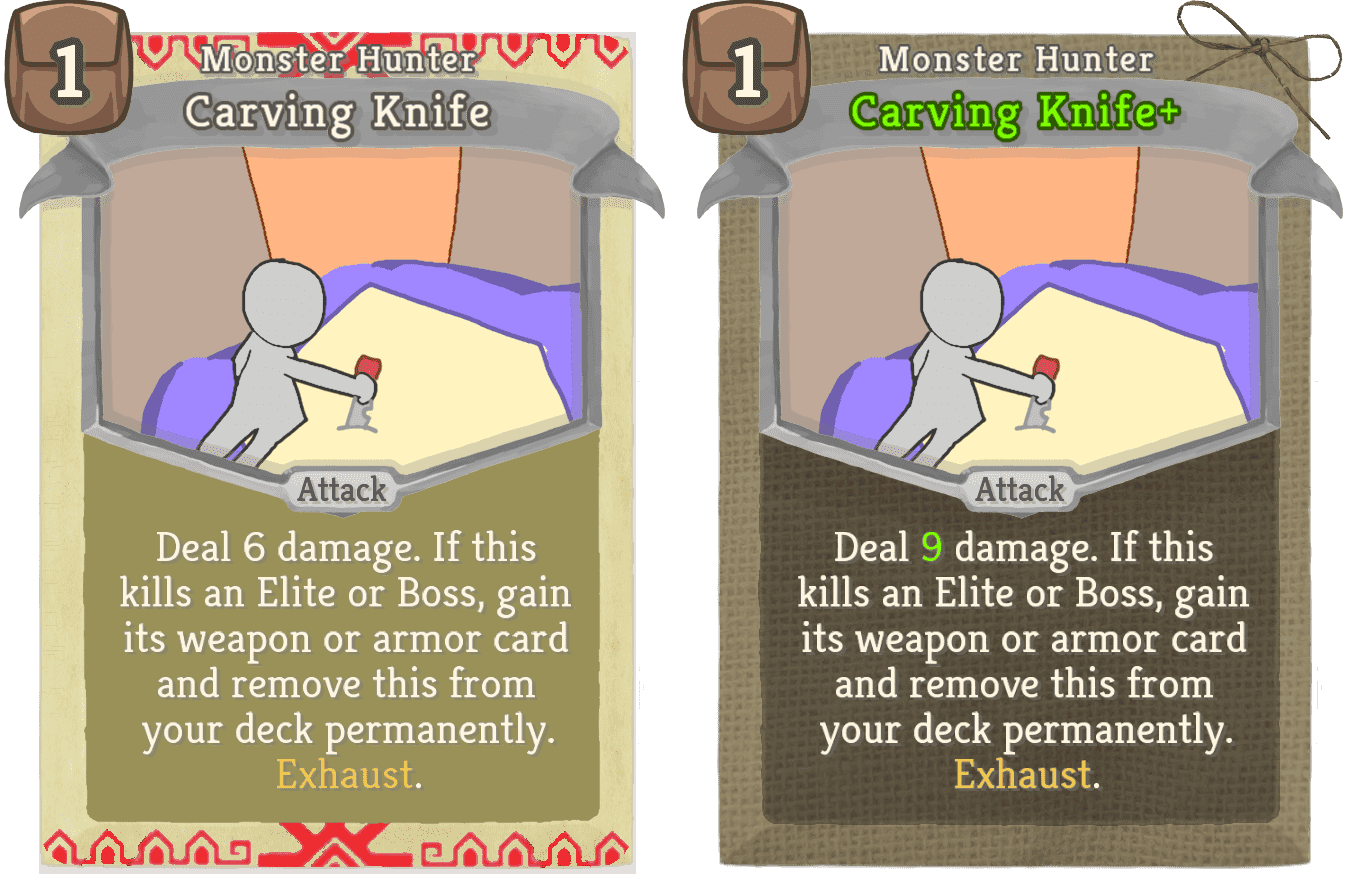 1
Monster Hunter
Carving Knife
Attack
Deal 6 damage. If this
kills an Elite or Boss, gain
its weapon or armor card
and remove this from
your deck permanently.
Exhaust.
1
Monster Hunter
Carving Knife+
Attack
Deal 9 damage. If this
kills an Elite or Boss, gain
its weapon or armor card
and remove this from
your deck permanently.
Exhaust.